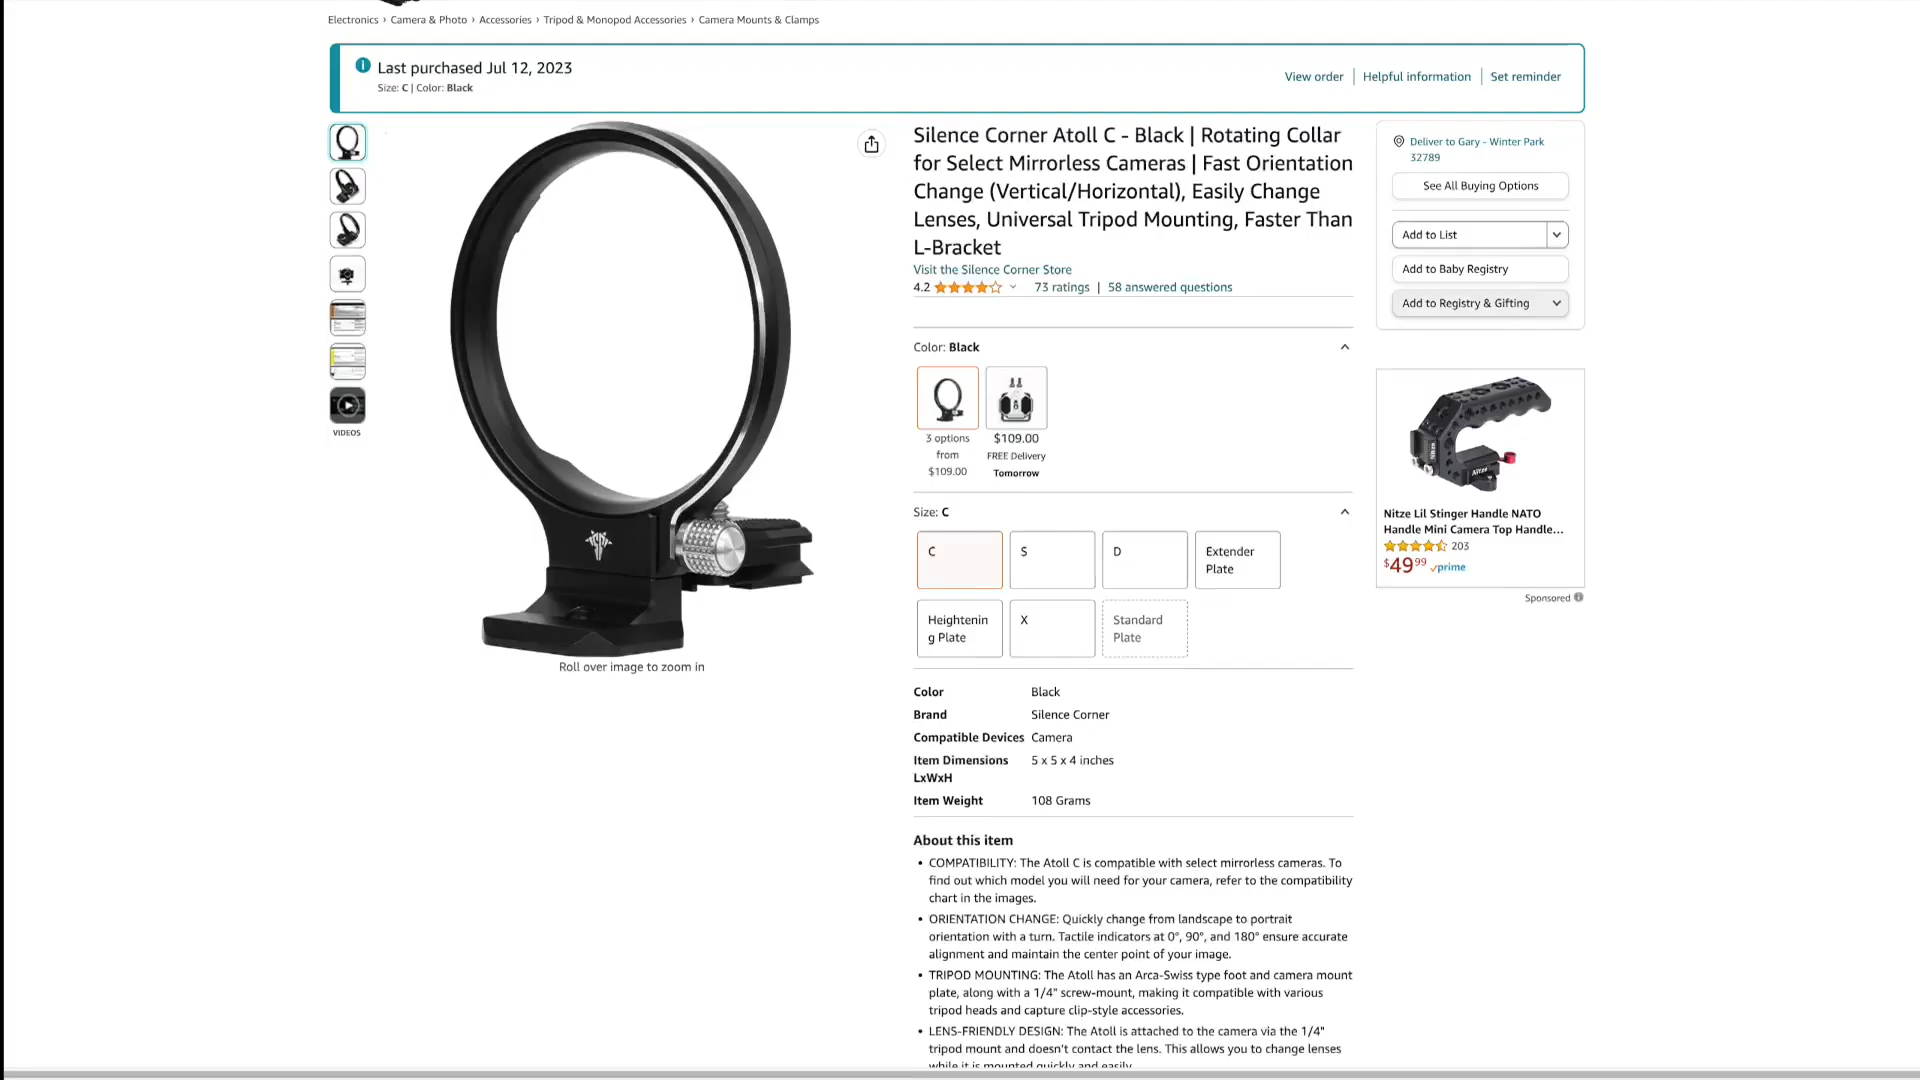 Electronics › Camera & Photo › Accessories › Tripod & Monopod Accessories › Camera Mounts & Clamps
Last purchased Jul 12, 2023
Size: C | Color: Black
View order | Helpful information | Set reminder
VIDEOS
Roll over image to zoom in
Silence Corner Atoll C - Black | Rotating Collar
for Select Mirrorless Cameras | Fast Orientation
Change (Vertical/Horizontal), Easily Change
Lenses, Universal Tripod Mounting, Faster Than
L-Bracket
Visit the Silence Corner Store
4.2 73 ratings | 58 answered questions
Color: Black
3 options
from
$109.00
$109.00
FREE Delivery
Tomorrow
Size: C
C
S
D
Extender
Plate
Heightenin
g Plate
X
Standard
Plate
Color Black
Brand Silence Corner
Compatible Devices Camera
Item Dimensions 5 x 5 x 4 inches
LxWxH
Item Weight 108 Grams
About this item
• COMPATIBILITY: The Atoll C is compatible with select mirrorless cameras. To
find out which model you will need for your camera, refer to the compatibility
chart in the images.
• ORIENTATION CHANGE: Quickly change from landscape to portrait
orientation with a turn. Tactile indicators at 0°, 90°, and 180° ensure accurate
alignment and maintain the center point of your image.
• TRIPOD MOUNTING: The Atoll has an Arca-Swiss type foot and camera mount
plate, along with a 1/4" screw-mount, making it compatible with various
tripod heads and capture clip-style accessories.
• LENS-FRIENDLY DESIGN: The Atoll is attached to the camera via the 1/4"
tripod mount and doesn't contact the lens. This allows you to change lenses
while it is mounted quickly and easily.
Deliver to Gary - Winter Park
32789
See All Buying Options
Add to List
Add to Baby Registry
Add to Registry & Gifting
Nitze
Nitze
Nitze Lil Stinger Handle NATO
Handle Mini Camera Top Handle...
203
$49.99 prime
Sponsored